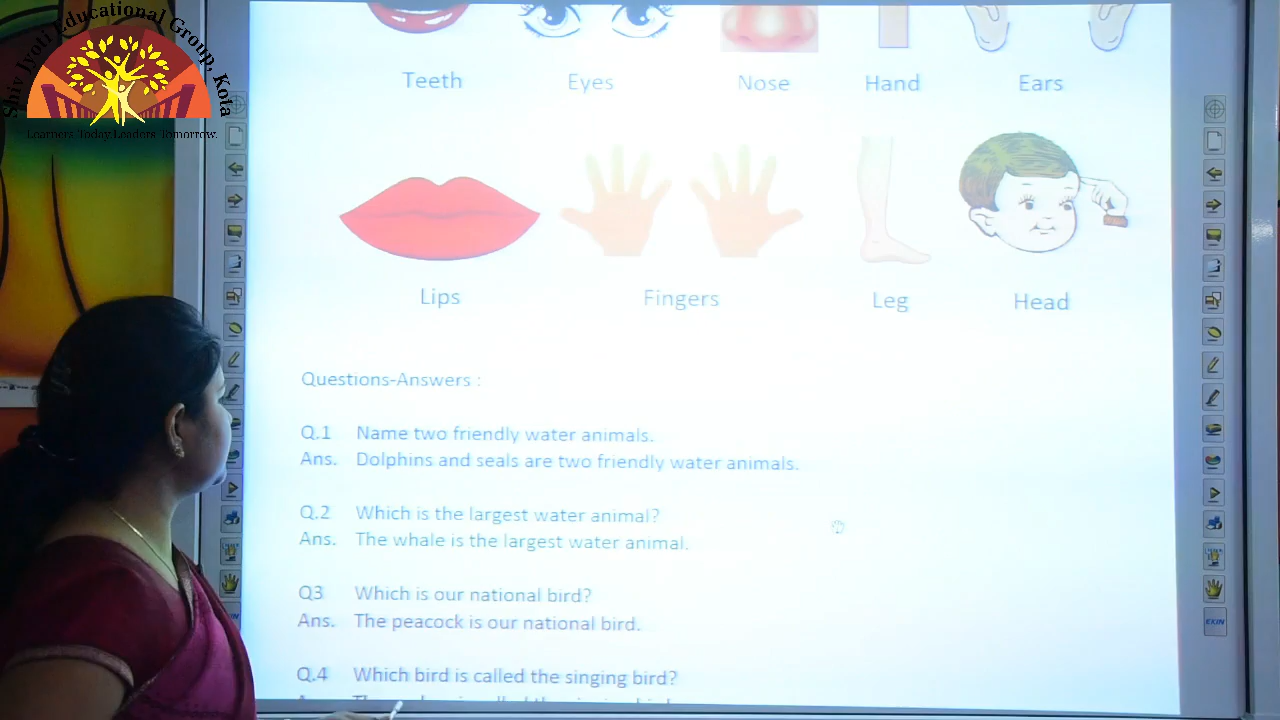 Shiv Jyoti Educational Group, Kota
Learners Today Leaders Tomorrow.
Teeth Eyes Nose Hand Ears
Lips Fingers Leg Head
Questions-Answers :
Q.1 Name two friendly water animals.
Ans. Dolphins and seals are two friendly water animals.
Q.2 Which is the largest water animal?
Ans. The whale is the largest water animal.
Q3 Which is our national bird?
Ans. The peacock is our national bird.
Q.4 Which bird is called the singing bird?